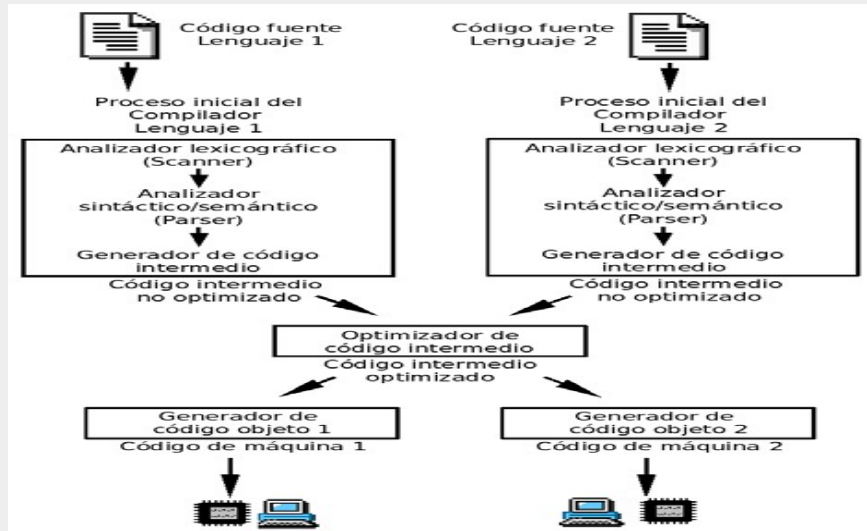 Código fuente
Lenguaje 1
Código fuente
Lenguaje 2
Proceso inicial del
Compilador
Lenguaje 1
Proceso inicial del
Compilador
Lenguaje 2
Analizador lexicográfico
(Scanner)
Analizador
sintáctico/semántico
(Parser)
Generador de código
intermedio
Analizador lexicográfico
(Scanner)
Analizador
sintáctico/semántico
(Parser)
Generador de código
intermedio
Código intermedio
no optimizado
Código intermedio
no optimizado
Optimizador de
código intermedio
Código intermedio
optimizado
Generador de
código objeto 1
Generador de
código objeto 2
Código de máquina 1
Código de máquina 2